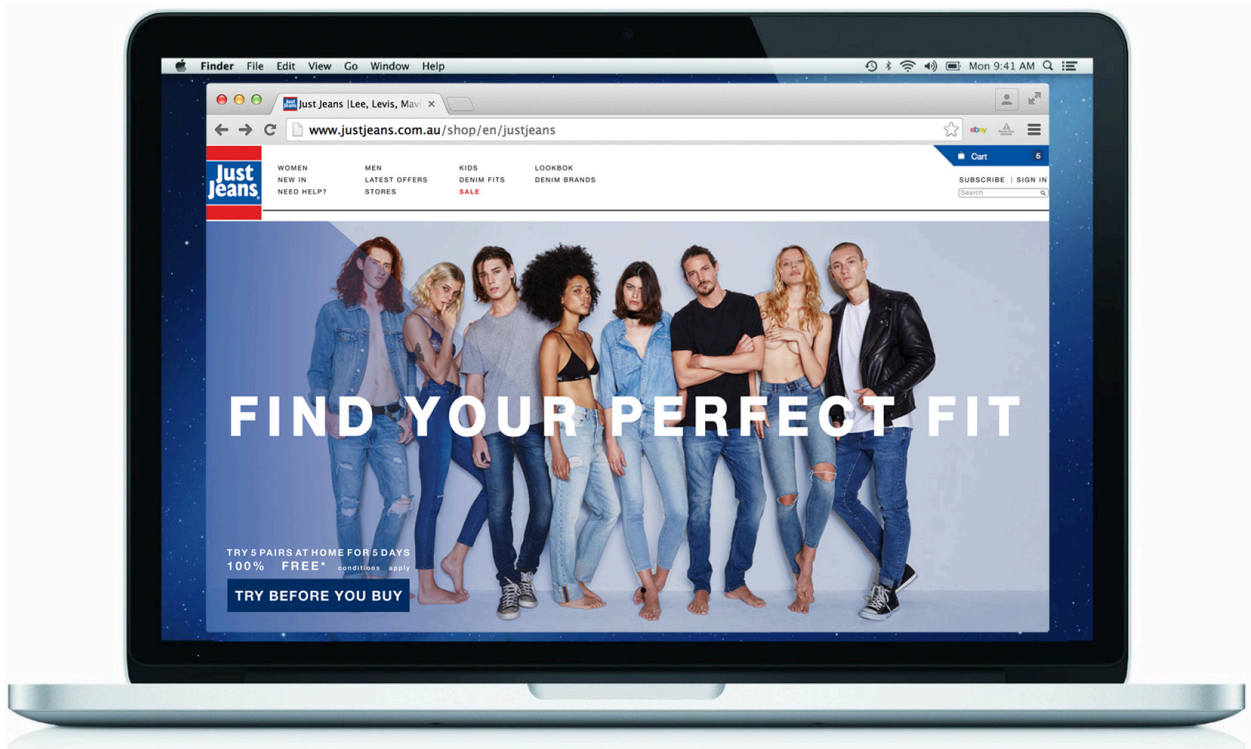 Finder File Edit View Go Window Help Mon 9:41 AM
Just Jeans |Lee, Levis, Mavi
www.justjeans.com.au/shop/en/justjeans
ebay
Just Jeans
WOMEN MEN KIDS LOOKBOK
NEW IN LATEST OFFERS DENIM FITS DENIM BRANDS
NEED HELP? STORES SALE
Cart 5
SUBSCRIBE | SIGN IN
Search
FIND YOUR PERFECT FIT
TRY 5 PAIRS AT HOME FOR 5 DAYS
100% FREE* conditions apply
TRY BEFORE YOU BUY